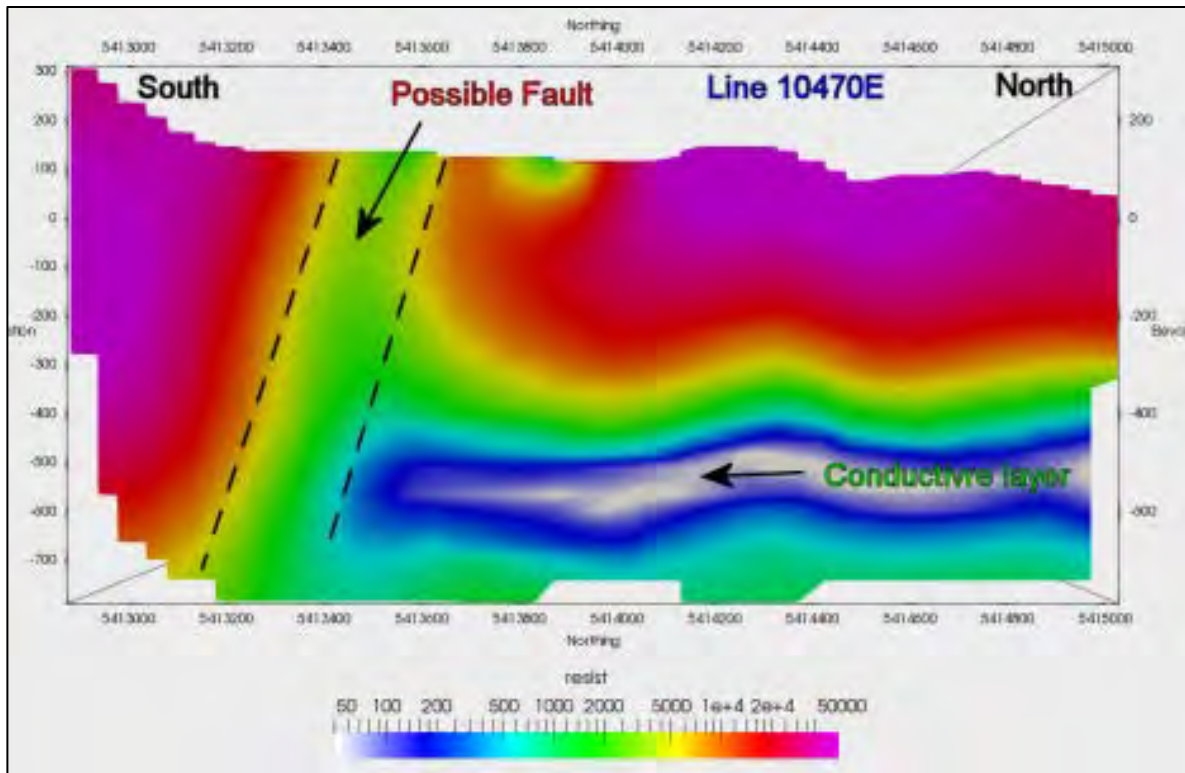 Northing
5413000 5413200 5413400 5413600 5413800 5414000 5414200 5414400 5414600 5414800 5415000
300
South
Possible Fault
Line 10470E
North
200
200
100
0
0
-100
-200
-200
-300
-400
-400
-500
Conductivre layer
-600
-600
-700
5413000 5413200 5413400 5413600 5413800 5414000 5414200 5414400 5414600 5414800 5415000
Northing
resist
50 100 200 500 1000 2000 5000 1e+4 2e+4 50000